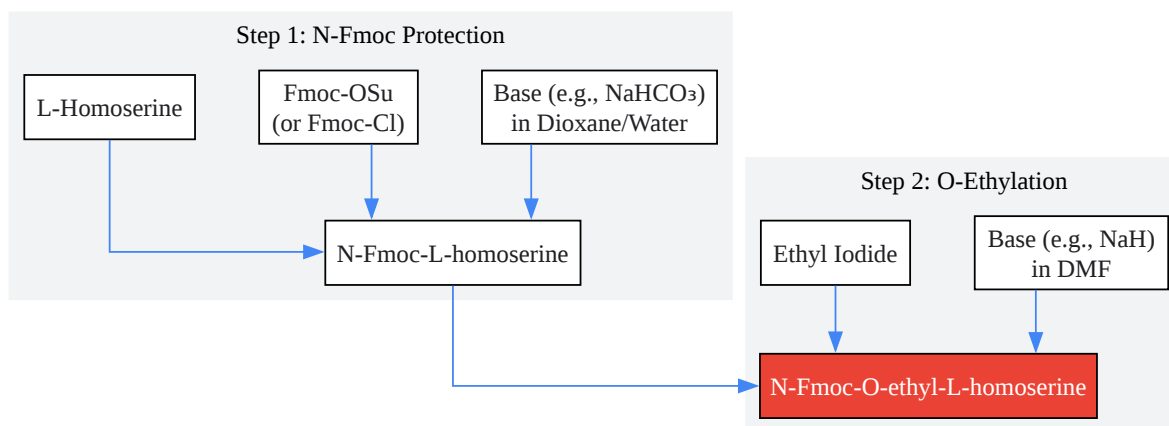 Step 1: N-Fmoc Protection
L-Homoserine
Fmoc-OSu
(or Fmoc-Cl)
Base (e.g., NaHCO₃)
in Dioxane/Water
N-Fmoc-L-homoserine
Step 2: O-Ethylation
Ethyl Iodide
Base (e.g., NaH)
in DMF
N-Fmoc-O-ethyl-L-homoserine